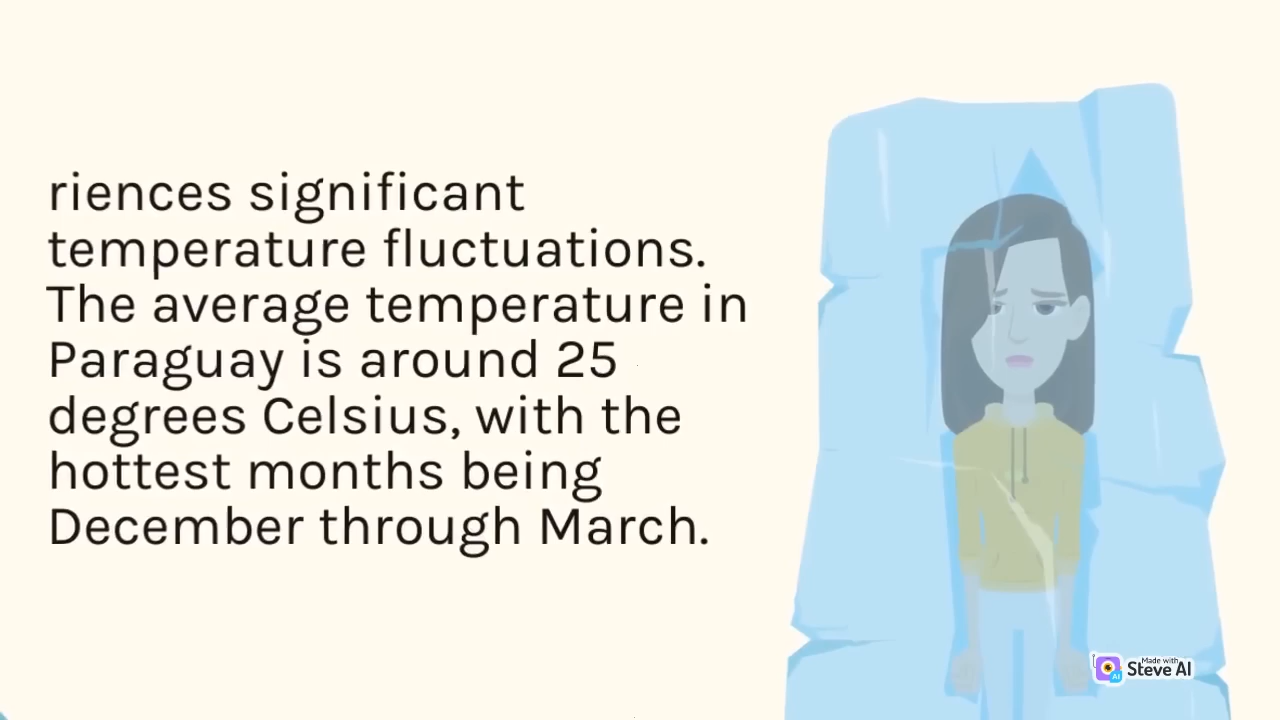 riences significant
temperature fluctuations.
The average temperature in
Paraguay is around 25
degrees Celsius, with the
hottest months being
December through March.
Made with
Steve AI
AI